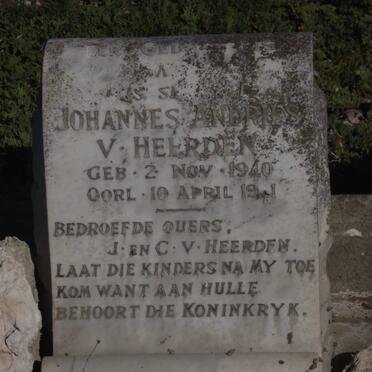 JOHANNES ANDRIES
V. HEERDEN
GEB. 2. NOV. 1940
OORL. 10 APRIL
BEDROEFDE OUERS,
J. EN C. V. HEERDEN.
LAAT DIE KINDERS NA MY TOE
KOM WANT AAN HULLE
BEHOORT DIE KONINKRYK.